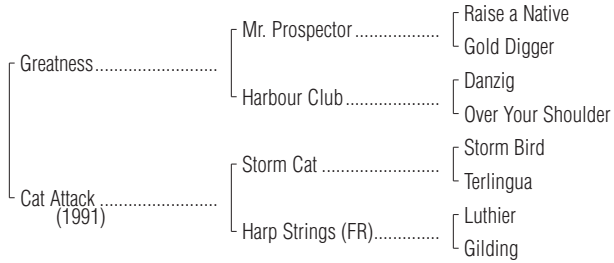 Raise a Native
Mr. Prospector ..................
Gold Digger
Greatness..........................
Danzig
Harbour Club ....................
Over Your Shoulder
Storm Bird
Storm Cat .........................
Terlingua
Cat Attack .........................
(1991)
Luthier
Harp Strings (FR)..............
Gilding